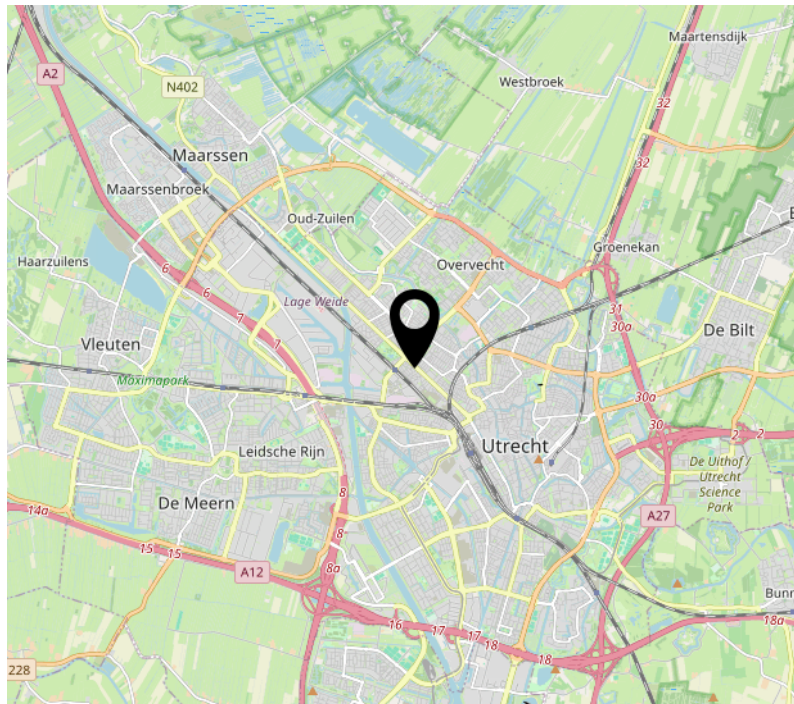 Maartensdijk
A2
Westbroek
N402
32
Maarssen
32
Maarssenbroek
Oud-Zuilen
Groenekan
Haarzuilens
Overvecht
6
6
Lage Weide
31
7
30a
De Bilt
Vleuten
7
Maximapark
30a
30
2
2
Utrecht
Leidsche Rijn
De Uithof /
Utrecht
Science
Park
8
De Meern
14a
A27
8
15
15
8a
A12
Bunn
16
17
17
18
18
18a
228